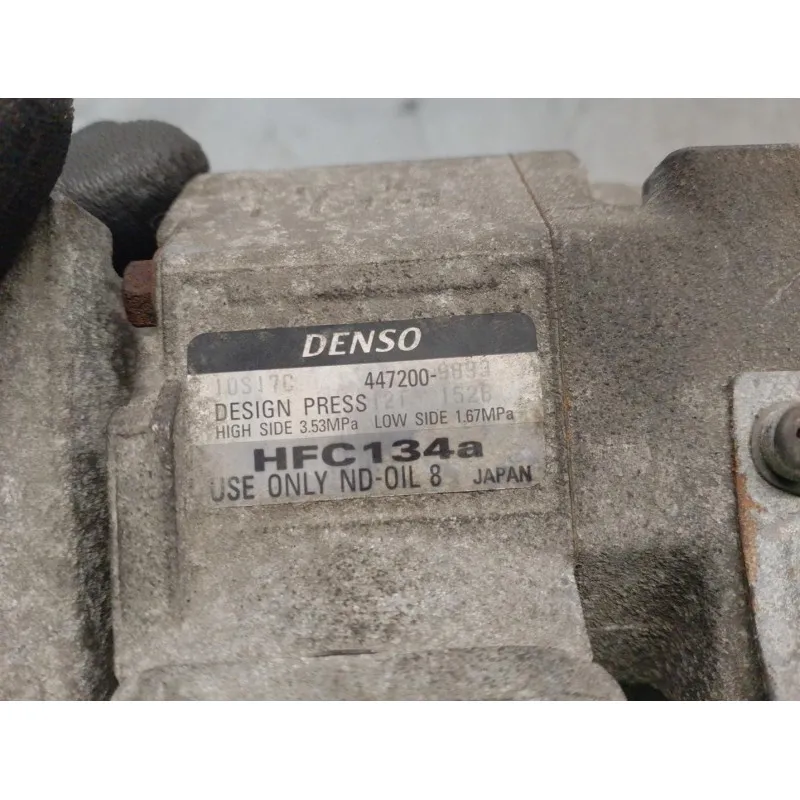 DENSO
10S17C 447200-
DESIGN PRESS
HIGH SIDE 3.53MPa LOW SIDE 1.67MPa
HFC134a
USE ONLY ND-OIL 8 JAPAN